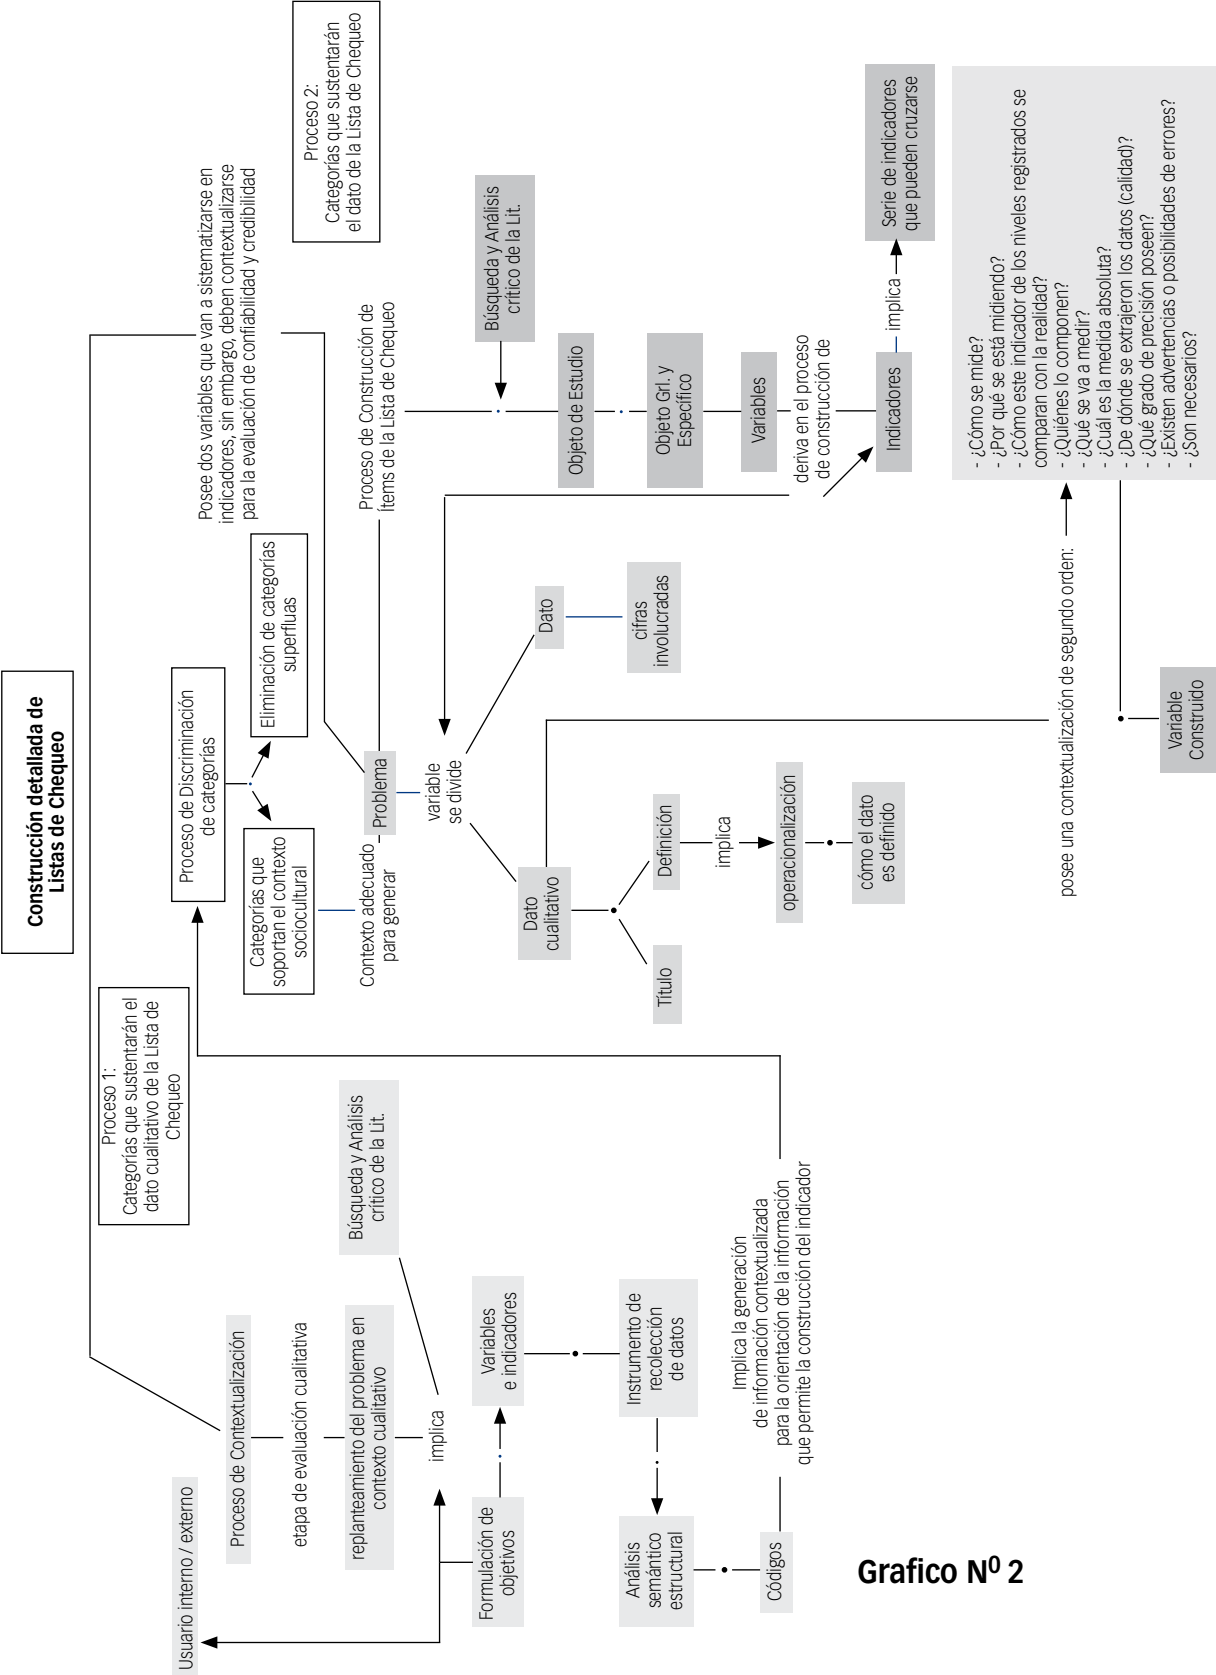 Construcción detallada de
Listas de Chequeo
Proceso 1:
Categorías que sustentarán el
dato cualitativo de la Lista de
Chequeo
Usuario interno / externo
Proceso de Contextualización
etapa de evaluación cualitativa
replanteamiento del problema en
contexto cualitativo
implica
Búsqueda y Análisis
crítico de la Lit.
Formulación de
objetivos
Variables
e indicadores
Instrumento de
recolección
de datos
Análisis
semántico
estructural
Códigos
Implica la generación
de información contextualizada
para la orientación de la información
que permite la construcción del indicador
Proceso de Discriminación
de categorías
Categorías que
soportan el contexto
sociocultural
Eliminación de categorías
superfluas
Contexto adecuado
para generar
Problema
variable
se divide
Dato
cualitativo
Dato
cifras
involucradas
Título
Definición
implica
operacionalización
cómo el dato
es definido
posee una contextualización de segundo orden:
Posee dos variables que van a sistematizarse en
indicadores, sin embargo, deben contextualizarse
para la evaluación de confiabilidad y credibilidad
Proceso 2:
Categorías que sustentarán
el dato de la Lista de Chequeo
Proceso de Construcción de
Ítems de la Lista de Chequeo
Búsqueda y Análisis
crítico de la Lit.
Objeto de Estudio
Objeto Grl. y
Específico
Variables
deriva en el proceso
de construcción de
Indicadores
implica
Serie de indicadores
que pueden cruzarse
- ¿Cómo se mide?
- ¿Por qué se está midiendo?
- ¿Cómo este indicador de los niveles registrados se
comparan con la realidad?
- ¿Quiénes lo componen?
- ¿Qué se va a medir?
- ¿Cuál es la medida absoluta?
- ¿De dónde se extrajeron los datos (calidad)?
- ¿Qué grado de precisión poseen?
- ¿Existen advertencias o posibilidades de errores?
- ¿Son necesarios?
Variable
Construido
Grafico Nº 2